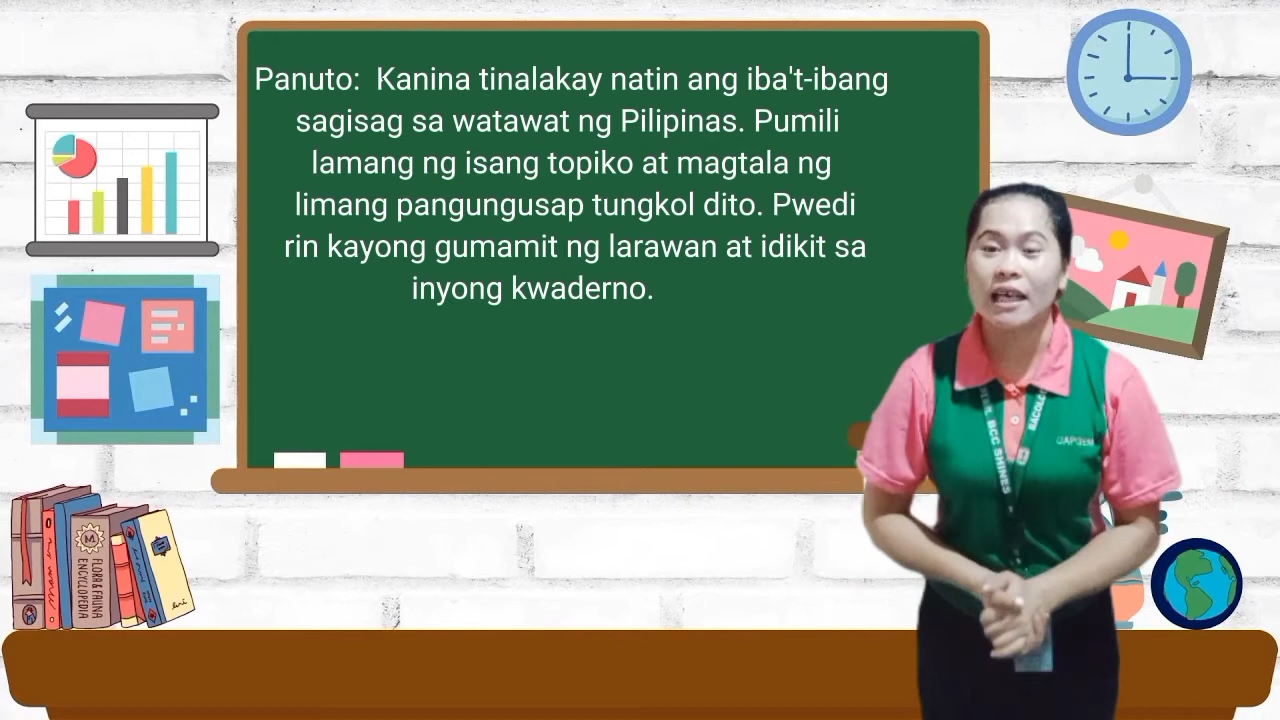 Panuto:  Kanina tinalakay natin ang iba't-ibang
sagisag sa watawat ng Pilipinas. Pumili
lamang ng isang topiko at magtala ng
limang pangungusap tungkol dito. Pwedi
rin kayong gumamit ng larawan at idikit sa
inyong kwaderno.
BCC SHINES
M
FLORA & FAUNA
ENCYCLOPEDIA